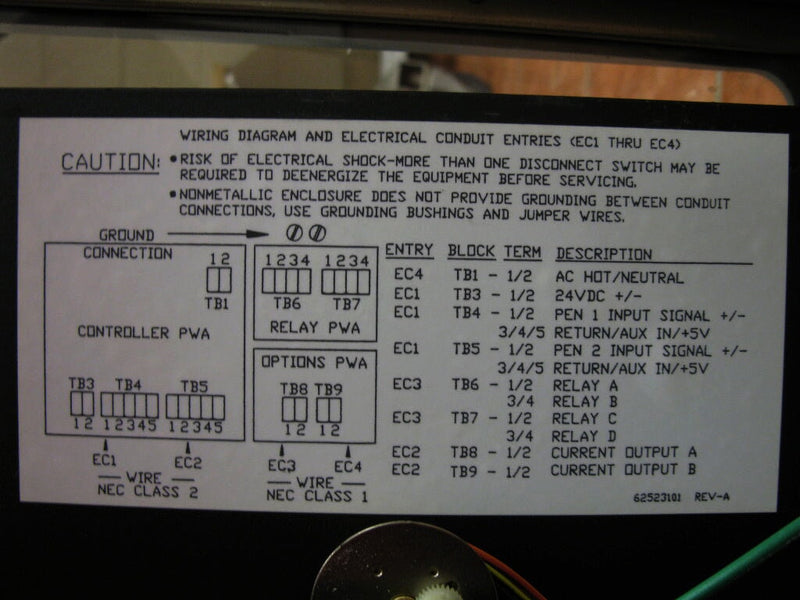 WIRING DIAGRAM AND ELECTRICAL CONDUIT ENTRIES (EC1 THRU EC4)
CAUTION: •RISK OF ELECTRICAL SHOCK-MORE THAN ONE DISCONNECT SWITCH MAY BE
REQUIRED TO DEENERGIZE THE EQUIPMENT BEFORE SERVICING.
•NONMETALLIC ENCLOSURE DOES NOT PROVIDE GROUNDING BETWEEN CONDUIT
CONNECTIONS, USE GROUNDING BUSHINGS AND JUMPER WIRES.
GROUND
CONNECTION
1 2
TB1
CONTROLLER PWA
TB3 TB4 TB5
1 2 1 2 3 4 5 1 2 3 4 5
EC1 EC2
WIRE
NEC CLASS 2
1 2 3 4 1 2 3 4
TB6 TB7
RELAY PWA
OPTIONS PWA
TB8 TB9
1 2 1 2
EC3 EC4
WIRE
NEC CLASS 1
ENTRY BLOCK TERM DESCRIPTION
EC4 TB1 - 1/2 AC HOT/NEUTRAL
EC1 TB3 - 1/2 24VDC +/-
EC1 TB4 - 1/2 PEN 1 INPUT SIGNAL +/-
3/4/5 RETURN/AUX IN/+5V
EC1 TB5 - 1/2 PEN 2 INPUT SIGNAL +/-
3/4/5 RETURN/AUX IN/+5V
EC3 TB6 - 1/2 RELAY A
3/4 RELAY B
EC3 TB7 - 1/2 RELAY C
3/4 RELAY D
EC2 TB8 - 1/2 CURRENT OUTPUT A
EC2 TB9 - 1/2 CURRENT OUTPUT B
62523101 REV-A